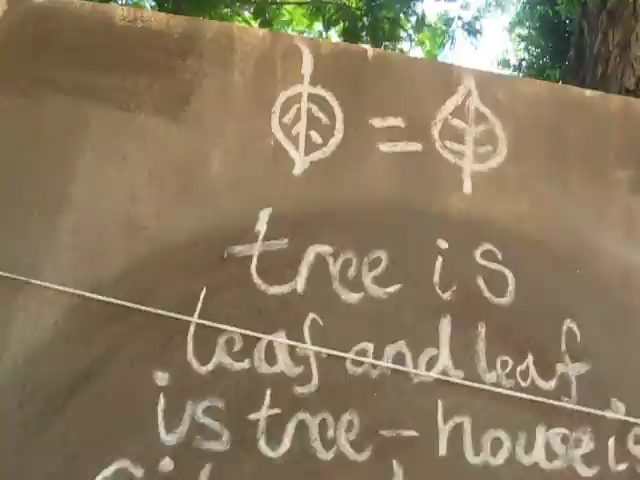 =
tree is
leaf and leaf
is tree - house is